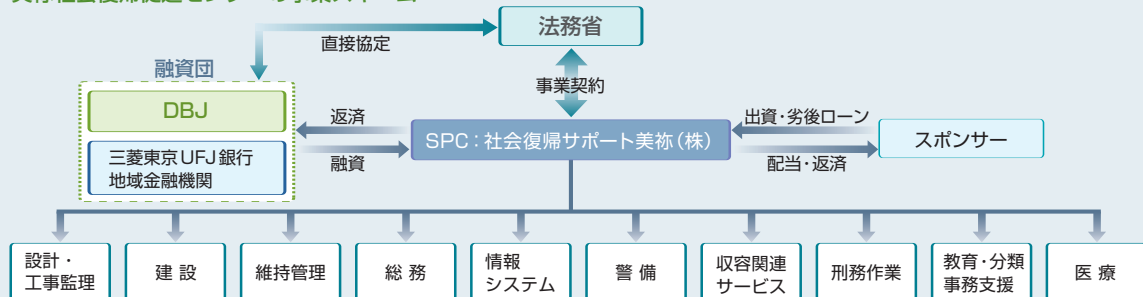 法務省
直接協定
融資団
事業契約
DBJ
返済
出資・劣後ローン
SPC：社会復帰サポート美祢（株）
スポンサー
三菱東京UFJ銀行
地域金融機関
融資
配当・返済
設計・
工事監理
建設
維持管理
総務
情報
システム
警備
収容関連
サービス
刑務作業
教育・分類
事務支援
医療